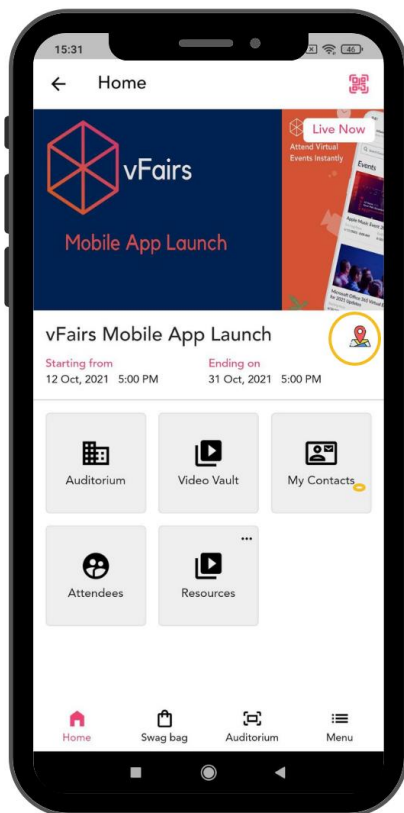 15:31
46
Home
Live Now
Attend Virtual
Events Instantly
vFairs
Events
Mobile App Launch
vFairs Mobile App Launch
Starting from
Ending on
12 Oct, 2021 5:00 PM
31 Oct, 2021 5:00 PM
Auditorium
Video Vault
My Contacts
Attendees
Resources
Home
Swag bag
Auditorium
Menu